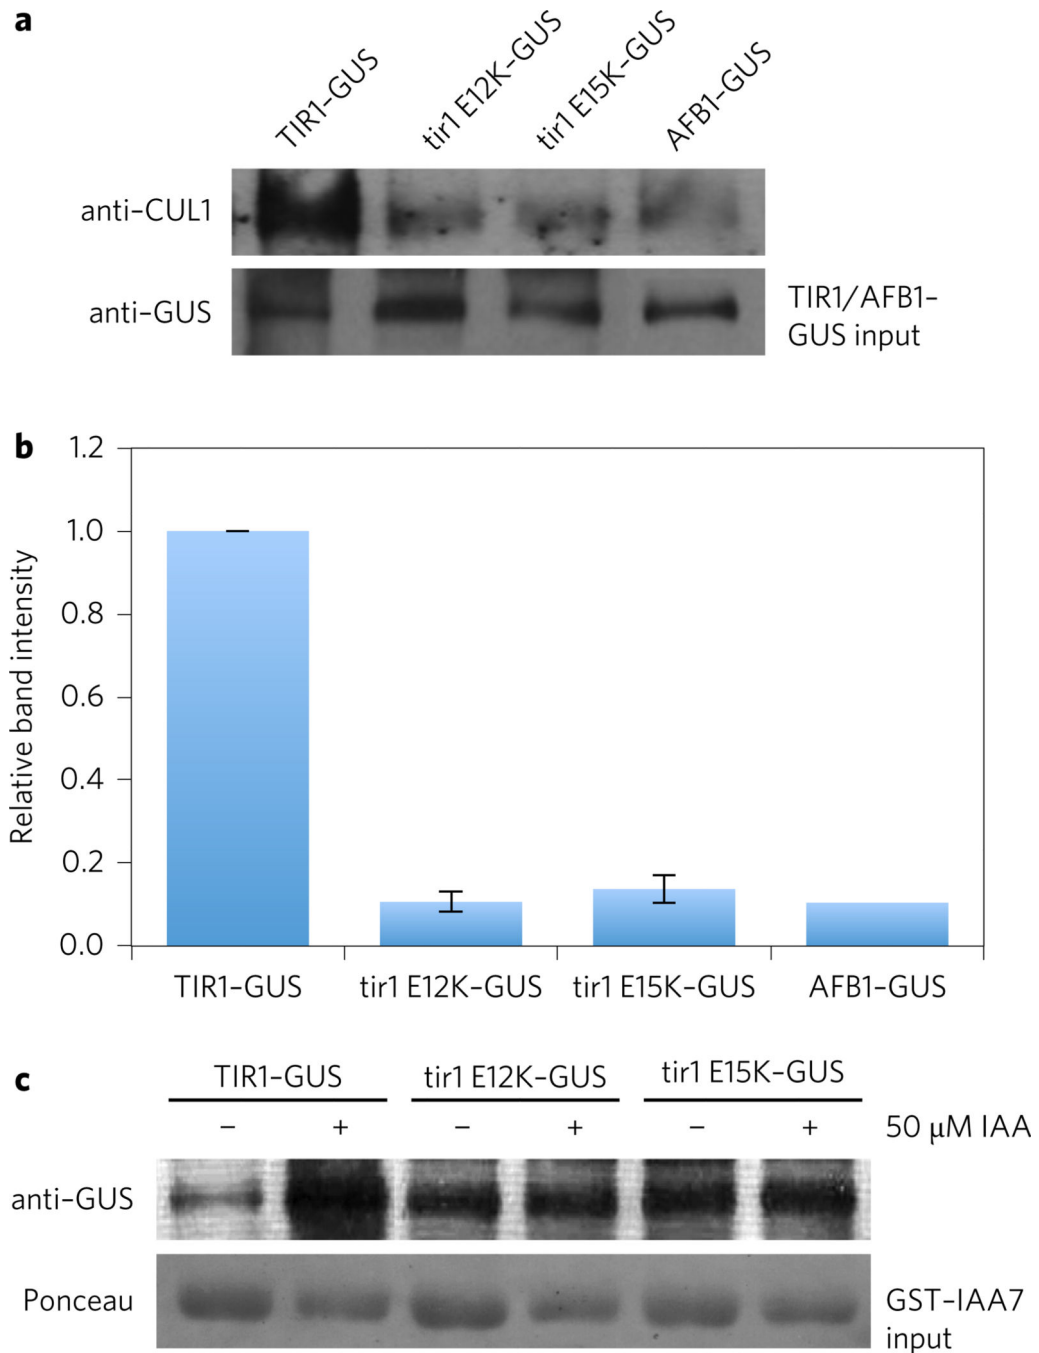 a
TIR1–GUS
tir1 E12K–GUS
tir1 E15K–GUS
AFB1–GUS
anti–CUL1
anti–GUS
TIR1/AFB1–
GUS input
b
Relative band intensity
1.2
1.0
0.8
0.6
0.4
0.2
0.0
TIR1–GUS
tir1 E12K–GUS
tir1 E15K–GUS
AFB1–GUS
c
TIR1–GUS
tir1 E12K–GUS
tir1 E15K–GUS
– + – + – + 50 μM IAA
anti–GUS
Ponceau
GST–IAA7
input